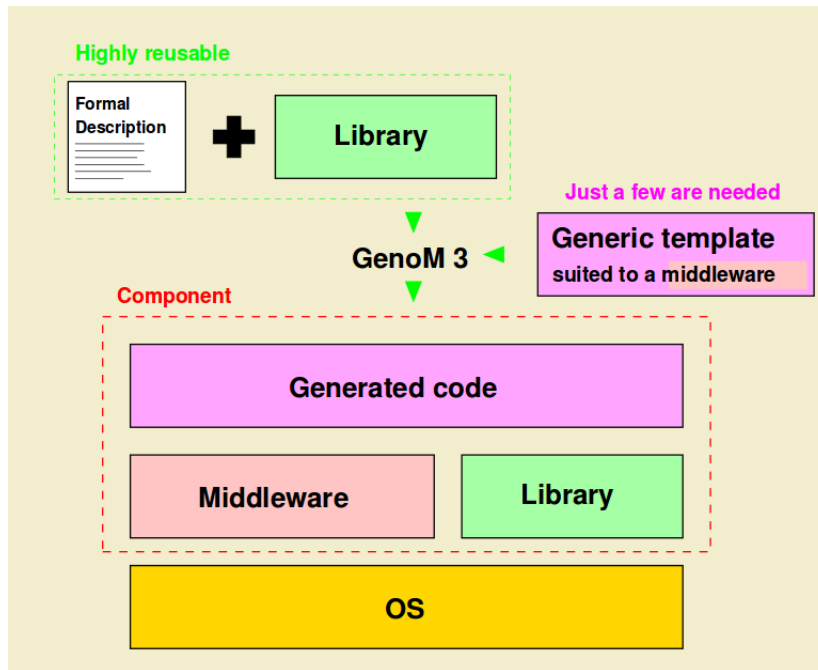 Highly reusable
Formal
Description
Library
Just a few are needed
Generic template
suited to a middleware
GenoM 3
Component
Generated code
Middleware
Library
OS